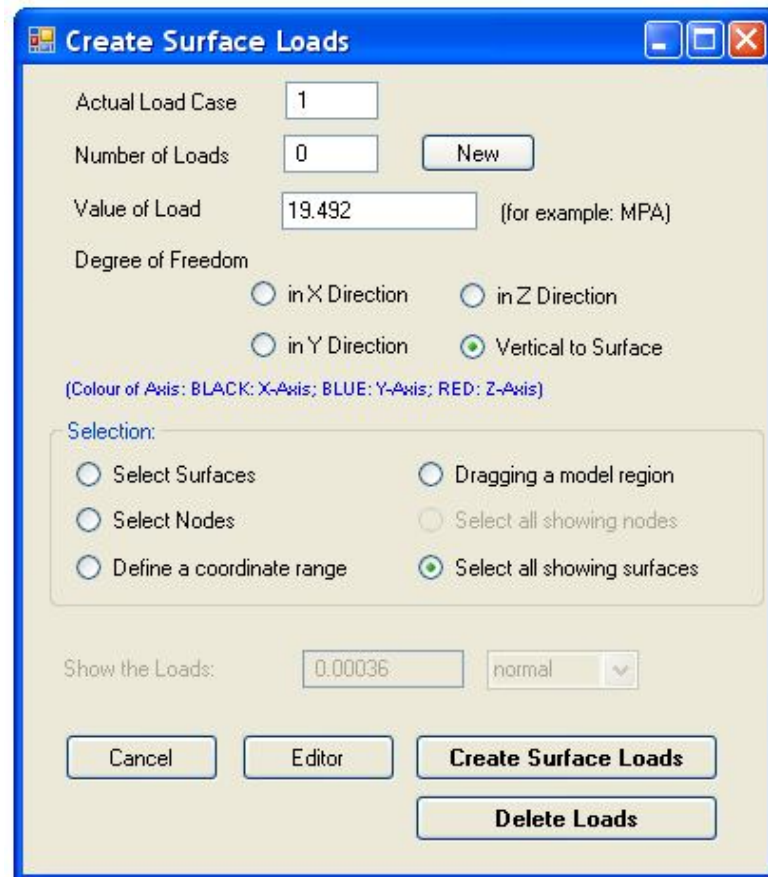 Create Surface Loads
Actual Load Case 1
Number of Loads 0 New
Value of Load 19.492 (for example: MPA)
Degree of Freedom
in X Direction in Z Direction
in Y Direction Vertical to Surface
(Colour of Axis: BLACK: X-Axis; BLUE: Y-Axis; RED: Z-Axis)
Selection:
Select Surfaces Dragging a model region
Select Nodes Select all showing nodes
Define a coordinate range Select all showing surfaces
Show the Loads: 0.00036 normal
Cancel Editor Create Surface Loads
Delete Loads